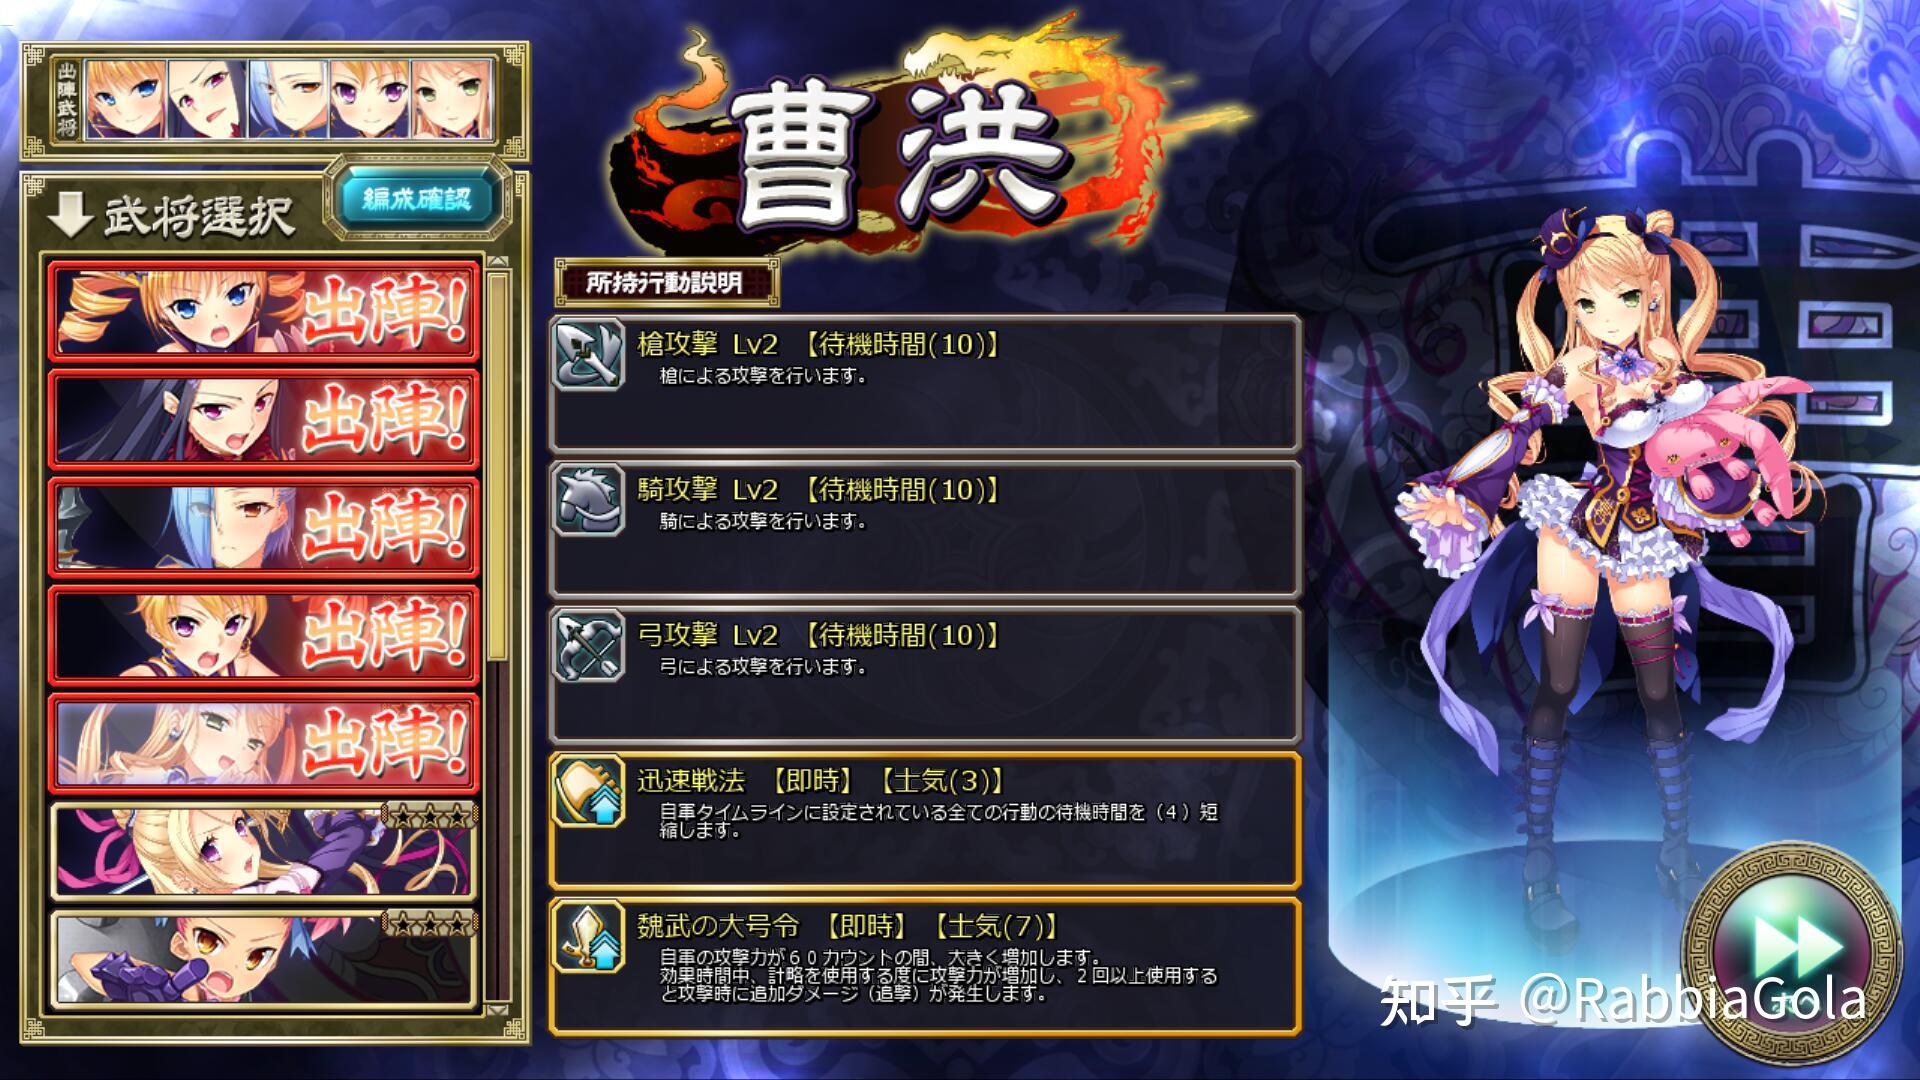 出陣武将
武将選択
編成確認
出陣!
出陣!
出陣!
出陣!
出陣!
曹洪
所持行動説明
槍攻撃 Lv2 【待機時間(10)】
槍による攻撃を行います。
騎攻撃 Lv2 【待機時間(10)】
騎による攻撃を行います。
弓攻撃 Lv2 【待機時間(10)】
弓による攻撃を行います。
迅速戦法 【即時】 【士気(3)】
自軍タイムラインに設定されている全ての行動の待機時間を（４）短
縮します。
魏武の大号令 【即時】 【士気(7)】
自軍の攻撃力が６０カウントの間、大きく増加します。
効果時間中、計略を使用する度に攻撃力が増加し、２回以上使用する
と攻撃時に追加ダメージ（追撃）が発生します。
知乎 @RabbiaGola